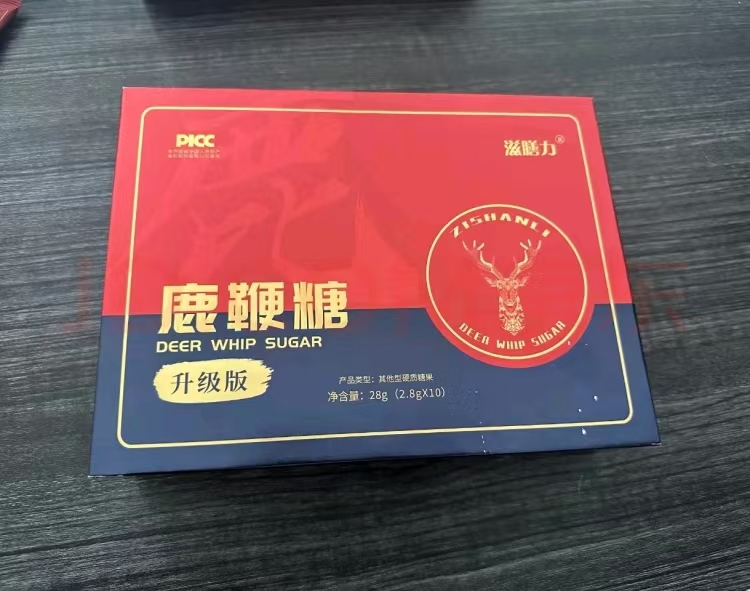 PICC
滋膳力®
ZISHANLI
DEER WHIP SUGAR
鹿鞭糖
DEER WHIP SUGAR
升级版
产品类型：其他型硬质糖果
净含量：28g（2.8gX10）